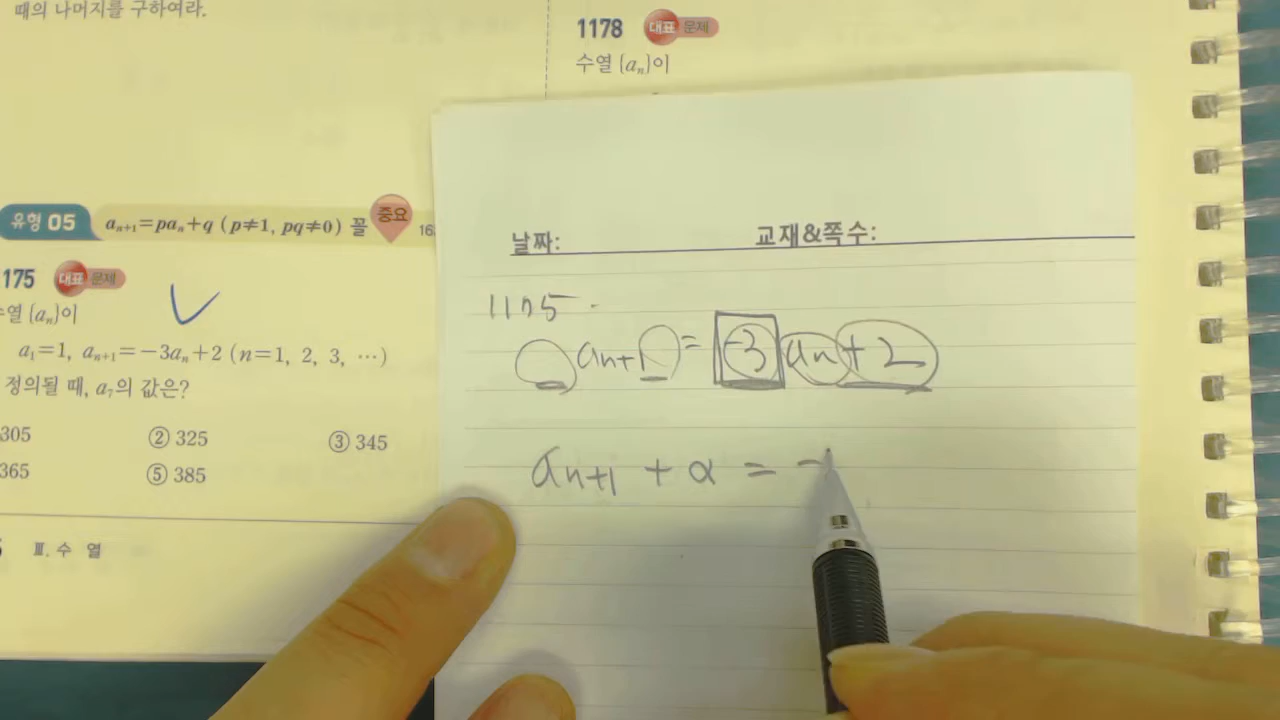 때의 나머지를 구하여라.
1178 대표 문제
수열 {aₙ}이
유형 05 aₙ₊₁=paₙ+q (p≠1, pq≠0) 꼴 중요 16
175 대표 문제
열 {aₙ}이
a₁=1, aₙ₊₁=−3aₙ+2 (n=1, 2, 3, ⋯)
정의될 때, a₇의 값은?
305 ② 325 ③ 345
365 ⑤ 385
Ⅲ. 수 열
날짜: 교재&쪽수:
1175.
aₙ₊₁ = -3 aₙ + 2
aₙ₊₁ + α = -